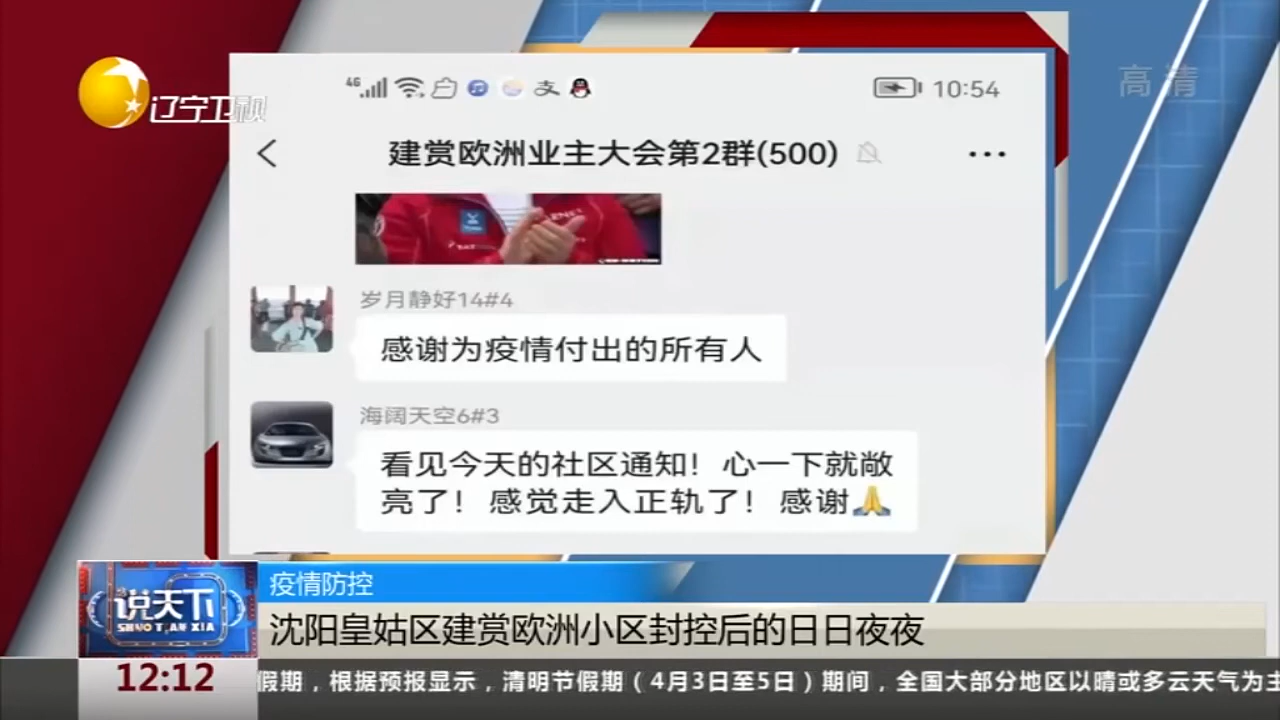 辽宁卫视
高清
4G
10:54
建赏欧洲业主大会第2群(500)
岁月静好14#4
感谢为疫情付出的所有人
海阔天空6#3
看见今天的社区通知！心一下就敞
亮了！感觉走入正轨了！感谢🙏
疫情防控
说天下
SHUO TIAN XIA
沈阳皇姑区建赏欧洲小区封控后的日日夜夜
12:12
假期，根据预报显示，清明节假期（4月3日至5日）期间，全国大部分地区以晴或多云天气为主